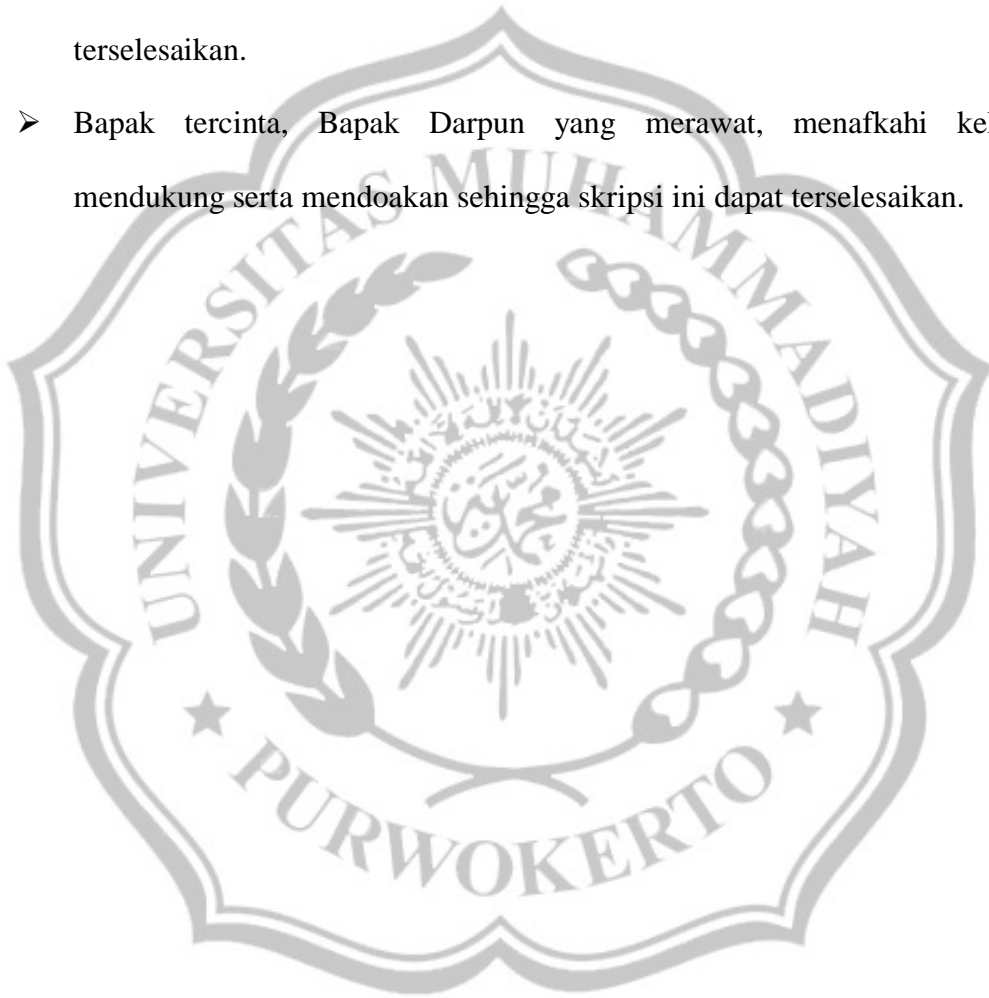 terselesaikan.
➢ Bapak tercinta, Bapak Darpun yang merawat, menafkahi
mendukung serta mendoakan sehingga skripsi ini dapat terselesaikan.
UNIVERSITAS MUHAMMADIYAH
PURWOKERTO